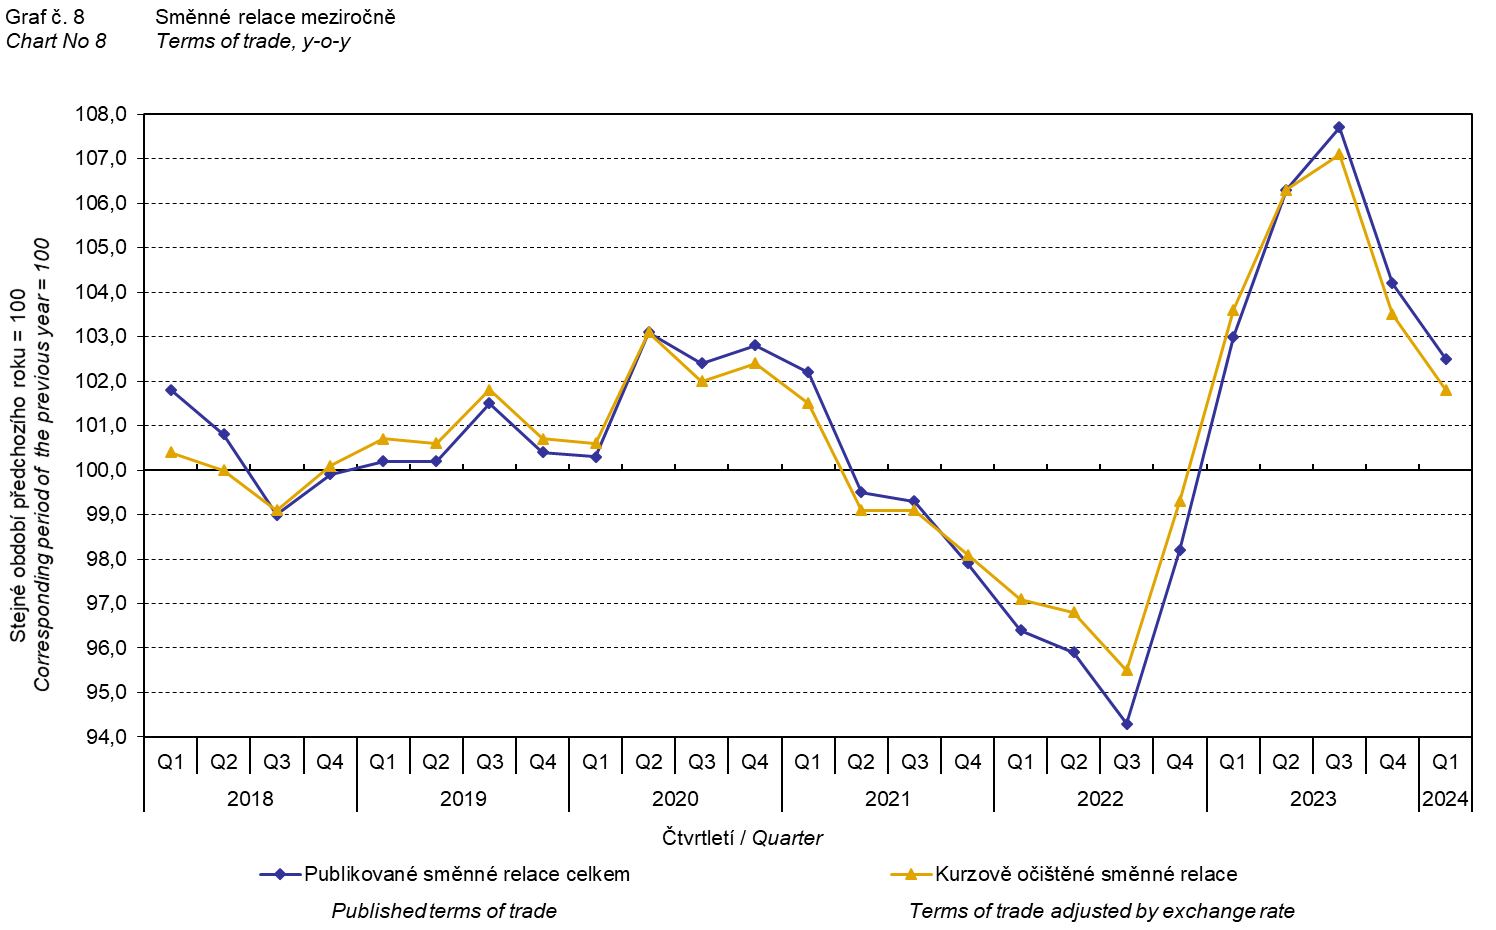 Graf č. 8 Směnné relace meziročně
Chart No 8 Terms of trade, y-o-y
Stejné období předchozího roku = 100
Corresponding period of the previous year = 100
108,0
107,0
106,0
105,0
104,0
103,0
102,0
101,0
100,0
99,0
98,0
97,0
96,0
95,0
94,0
Q1 Q2 Q3 Q4 Q1 Q2 Q3 Q4 Q1 Q2 Q3 Q4 Q1 Q2 Q3 Q4 Q1 Q2 Q3 Q4 Q1 Q2 Q3 Q4 Q1
2018 2019 2020 2021 2022 2023 2024
Čtvrtletí / Quarter
Publikované směnné relace celkem Kurzově očištěné směnné relace
Published terms of trade Terms of trade adjusted by exchange rate